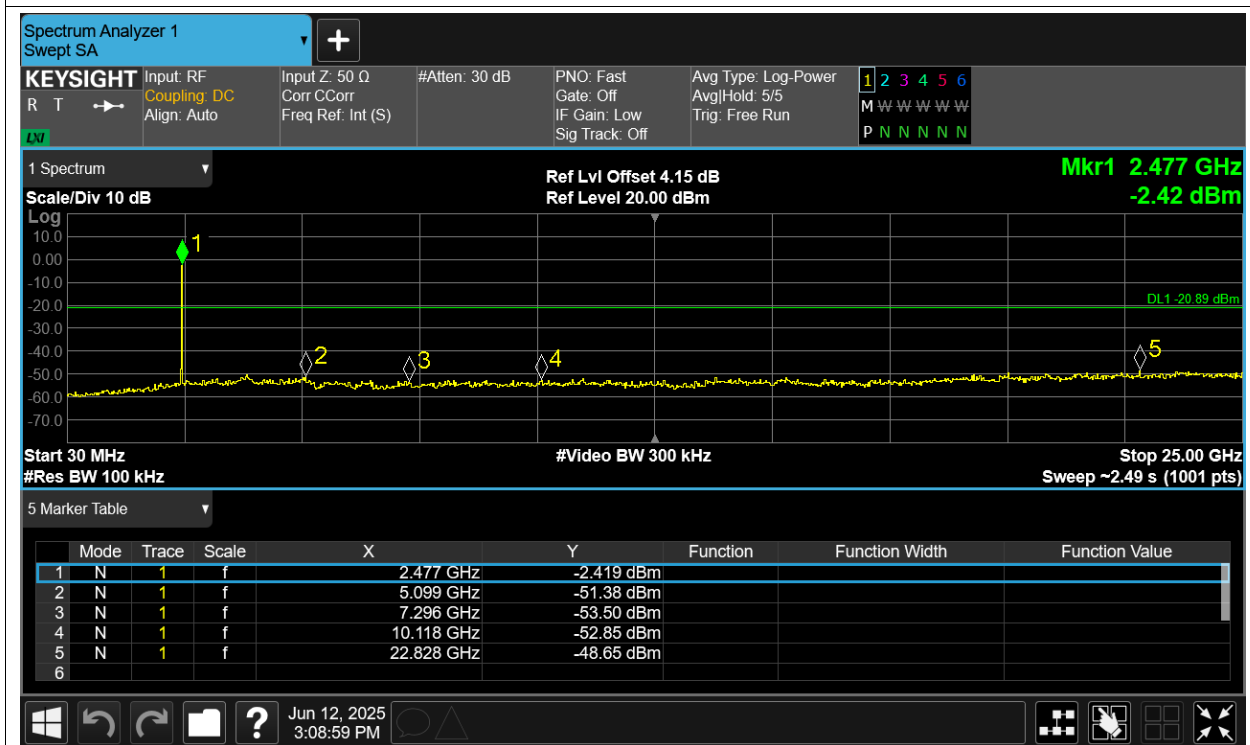 Spectrum Analyzer 1
Swept SA
+
KEYSIGHT
R T
LXI
Input: RF
Coupling: DC
Align: Auto
Input Z: 50 Ω
Corr CCorr
Freq Ref: Int (S)
#Atten: 30 dB
PNO: Fast
Gate: Off
IF Gain: Low
Sig Track: Off
Avg Type: Log-Power
Avg|Hold: 5/5
Trig: Free Run
1 2 3 4 5 6
M W W W W W
P N N N N N
1 Spectrum
Scale/Div 10 dB
Ref Lvl Offset 4.15 dB
Ref Level 20.00 dBm
Mkr1 2.477 GHz
-2.42 dBm
Log
10.0
0.00
-10.0
-20.0
-30.0
-40.0
-50.0
-60.0
-70.0
1
2
3
4
5
DL1 -20.89 dBm
Start 30 MHz
#Res BW 100 kHz
#Video BW 300 kHz
Stop 25.00 GHz
Sweep ~2.49 s (1001 pts)
5 Marker Table
Mode Trace Scale X Y Function Function Width Function Value
1 N 1 f 2.477 GHz -2.419 dBm
2 N 1 f 5.099 GHz -51.38 dBm
3 N 1 f 7.296 GHz -53.50 dBm
4 N 1 f 10.118 GHz -52.85 dBm
5 N 1 f 22.828 GHz -48.65 dBm
6
?
Jun 12, 2025
3:08:59 PM